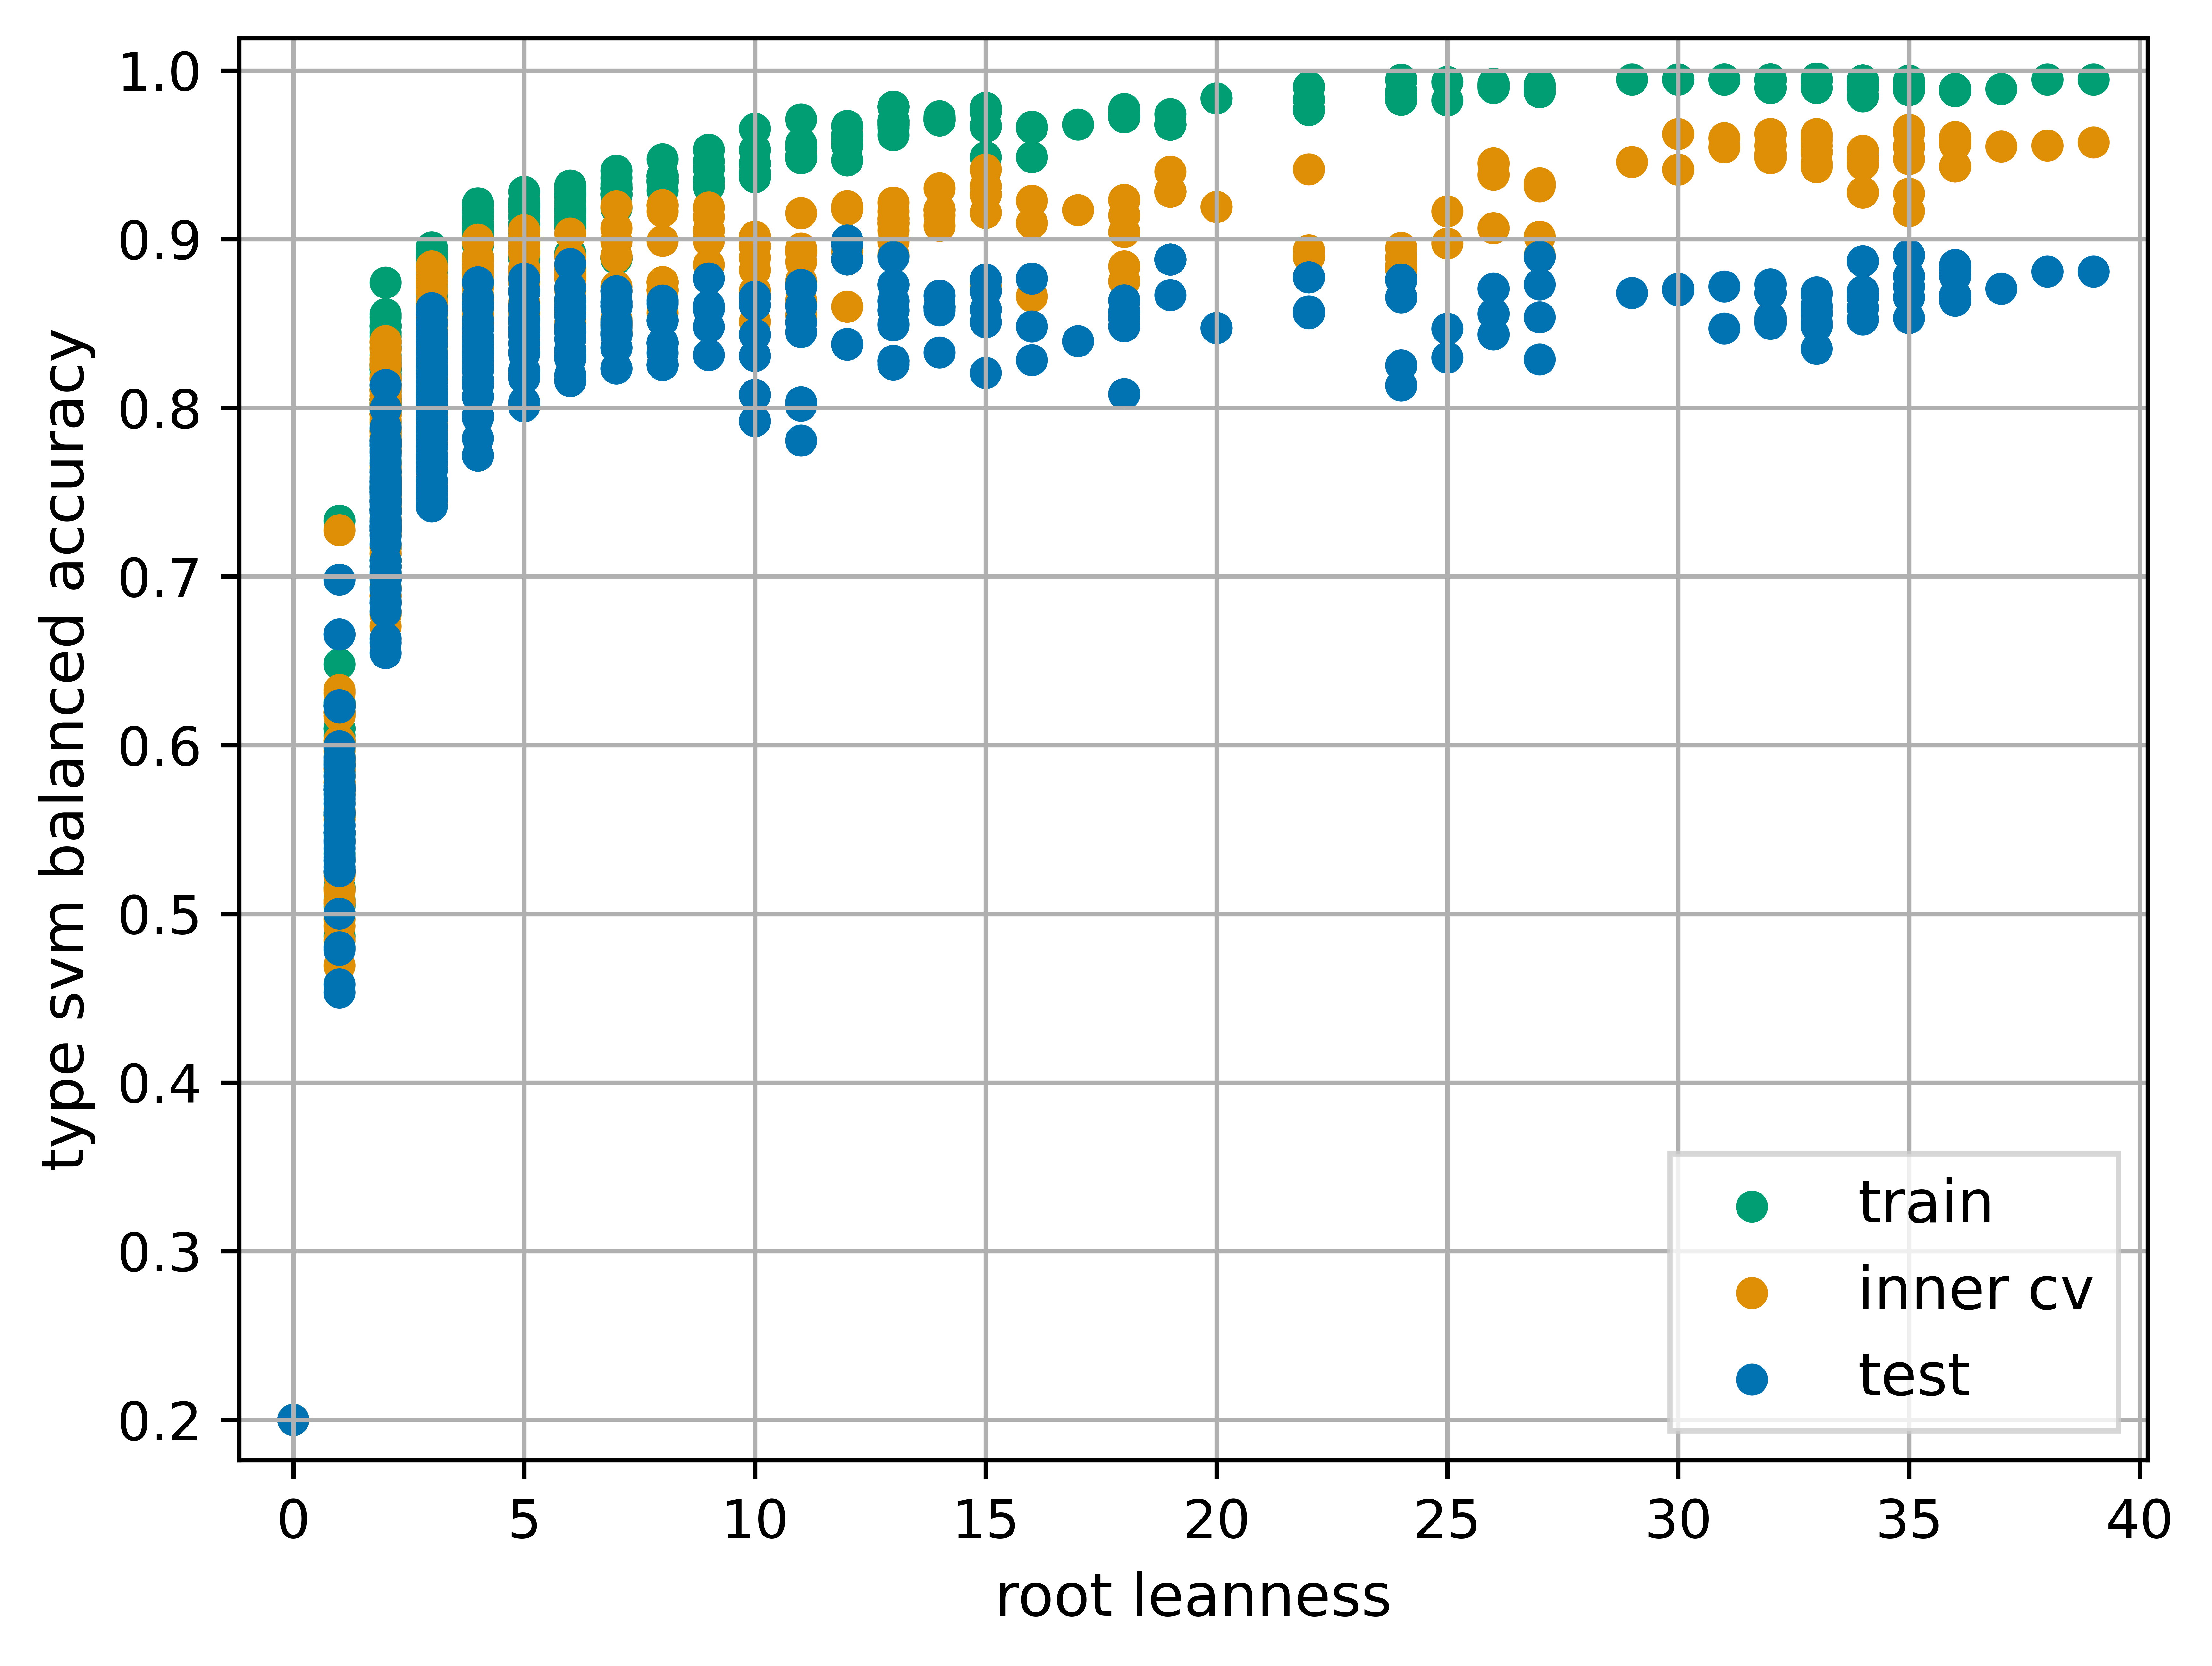 1.0
0.9
0.8
0.7
0.6
0.5
0.4
0.3
0.2
type svm balanced accuracy
train
inner cv
test
0 5 10 15 20 25 30 35 40
root leanness